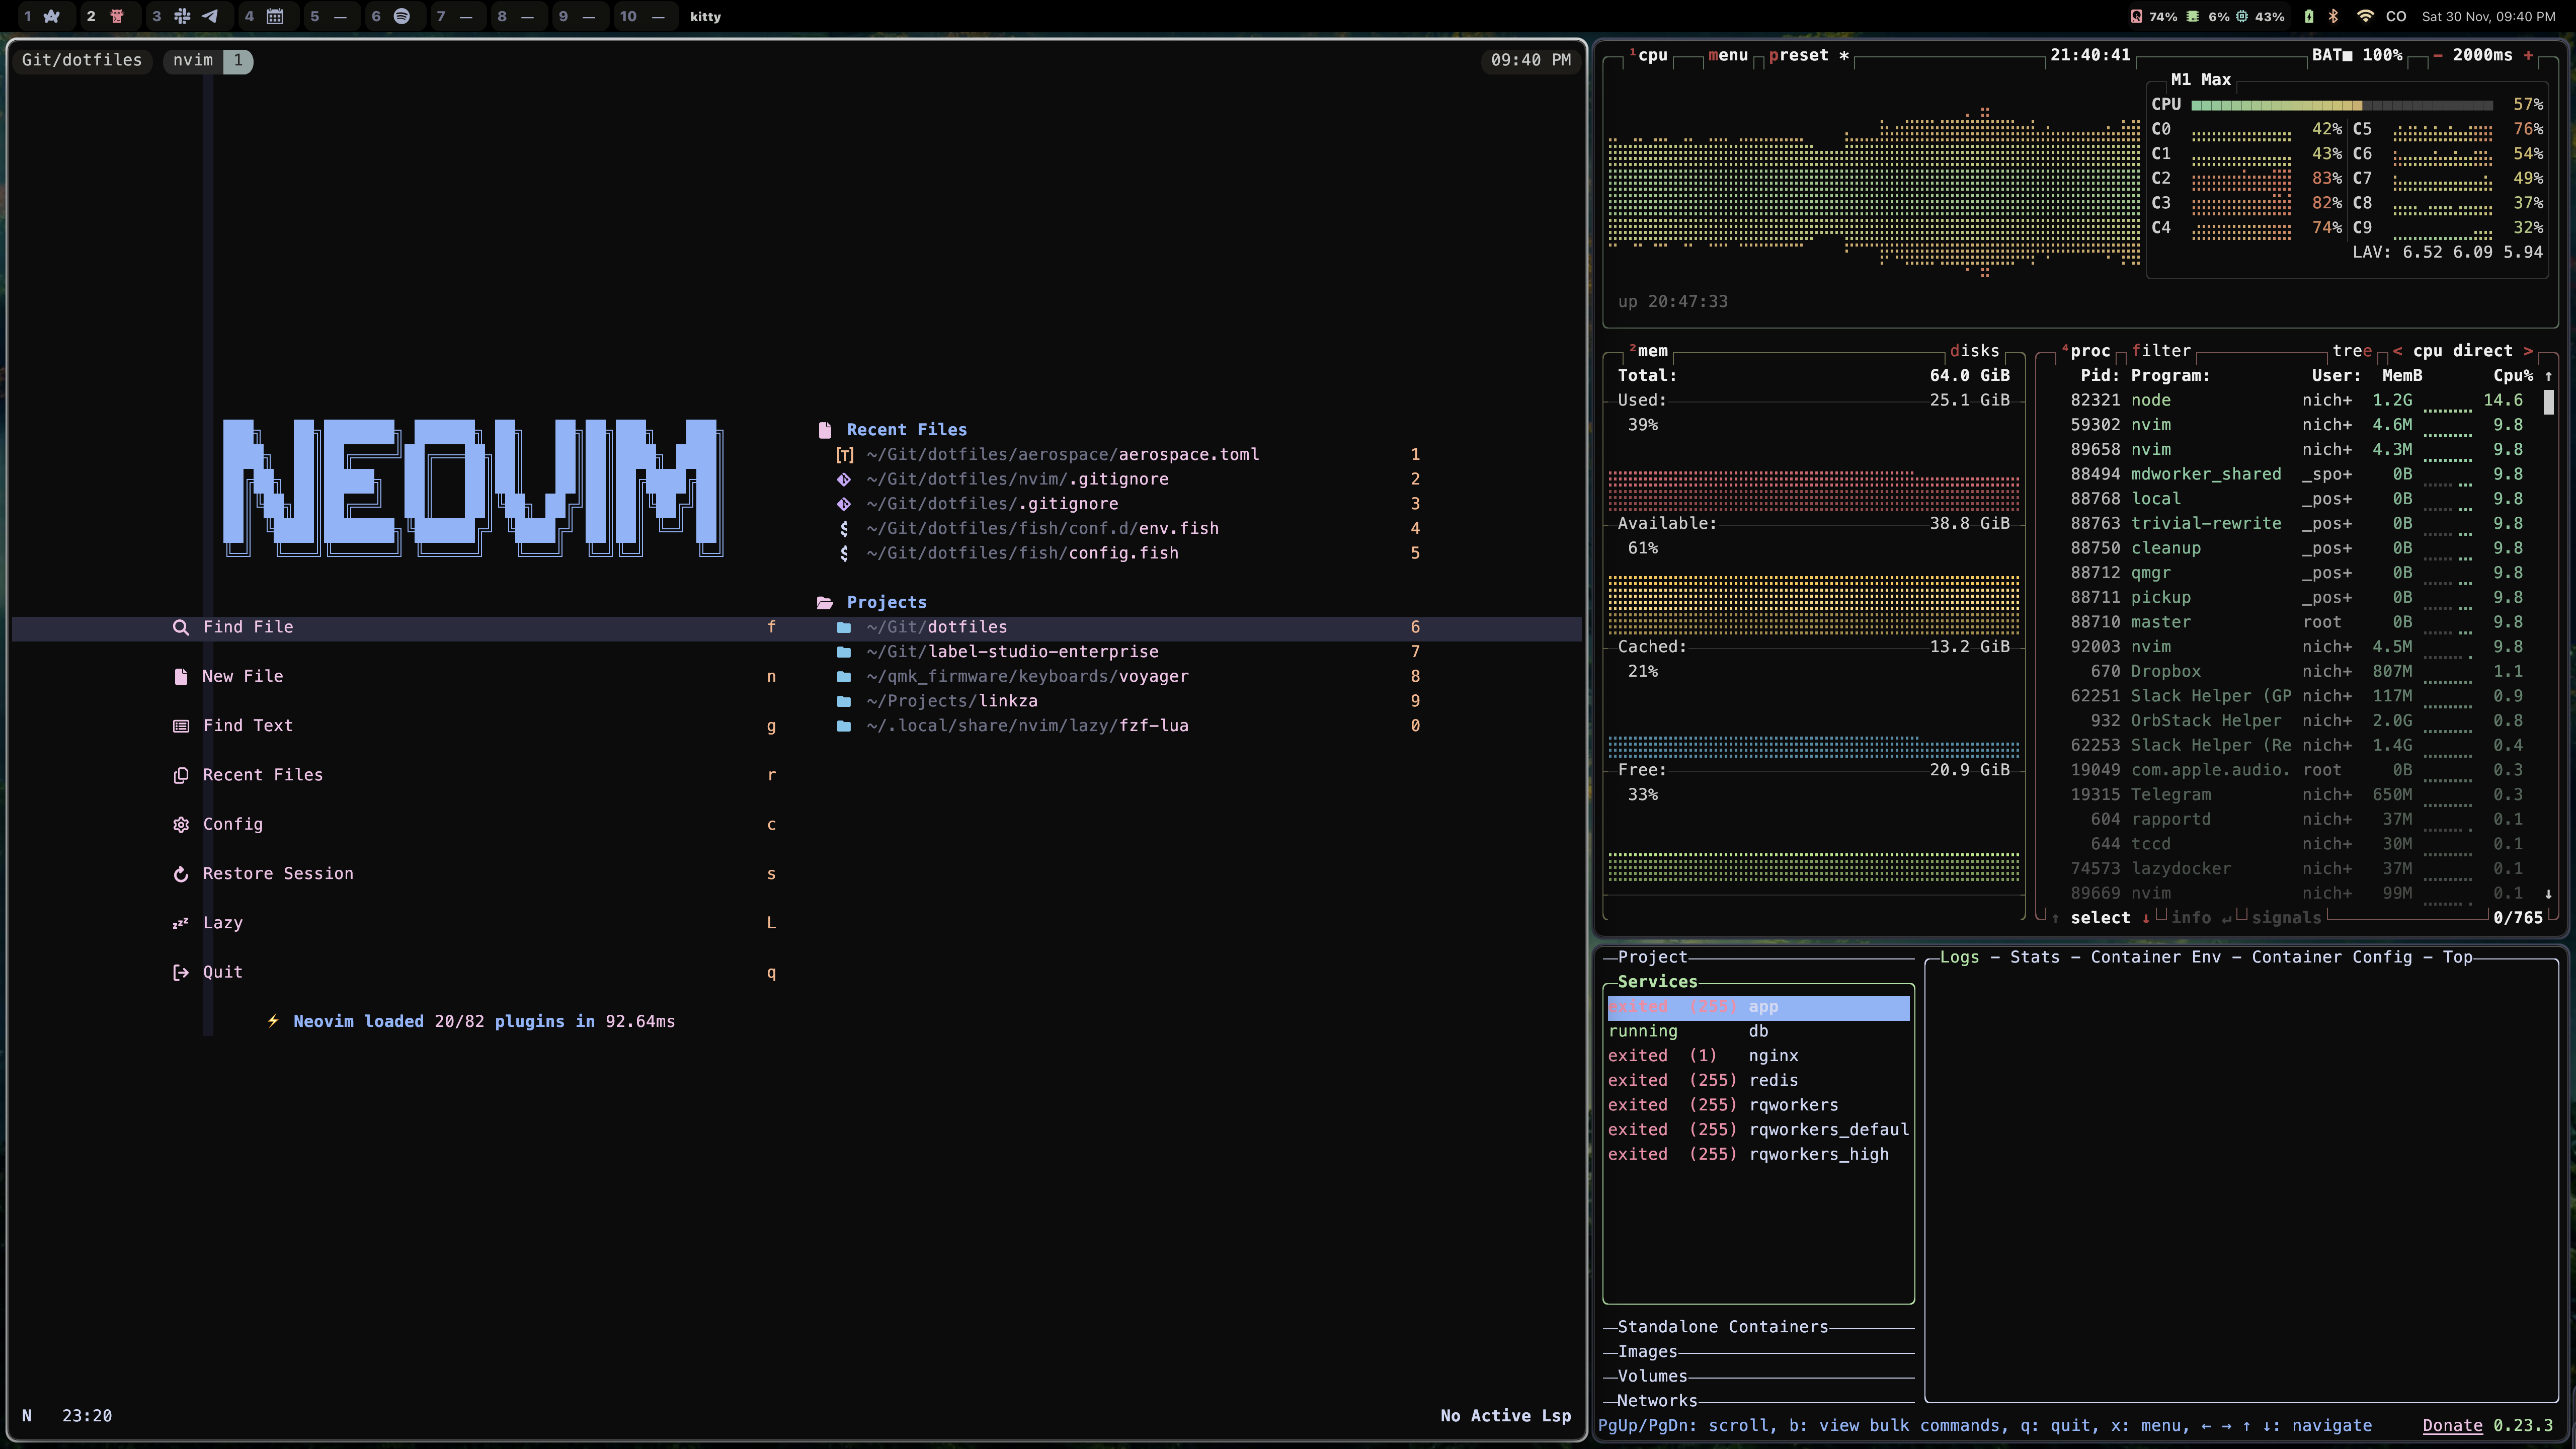 1 2 3 4 5 — 6 7 — 8 — 9 — 10 — kitty 74% 6% 43% CO Sat 30 Nov, 09:40 PM
Git/dotfiles nvim 1 09:40 PM
NEOVIM
Find File f
New File n
Find Text g
Recent Files r
Config c
Restore Session s
Lazy L
Quit q
⚡ Neovim loaded 20/82 plugins in 92.64ms
Recent Files
[T] ~/Git/dotfiles/aerospace/aerospace.toml 1
~/Git/dotfiles/nvim/.gitignore 2
~/Git/dotfiles/.gitignore 3
$ ~/Git/dotfiles/fish/conf.d/env.fish 4
$ ~/Git/dotfiles/fish/config.fish 5
Projects
~/Git/dotfiles 6
~/Git/label-studio-enterprise 7
~/qmk_firmware/keyboards/voyager 8
~/Projects/linkza 9
~/.local/share/nvim/lazy/fzf-lua 0
N 23:20 No Active Lsp
¹cpu menu preset * 21:40:41 BAT■ 100% - 2000ms +
M1 Max
CPU 57%
C0 42% C5 76%
C1 43% C6 54%
C2 83% C7 49%
C3 82% C8 37%
C4 74% C9 32%
LAV: 6.52 6.09 5.94
up 20:47:33
²mem disks
Total: 64.0 GiB
Used: 25.1 GiB
39%
Available: 38.8 GiB
61%
Cached: 13.2 GiB
21%
Free: 20.9 GiB
33%
⁴proc filter tree < cpu direct >
Pid: Program: User: MemB Cpu% ↑
82321 node nich+ 1.2G 14.6
59302 nvim nich+ 4.6M 9.8
89658 nvim nich+ 4.3M 9.8
88494 mdworker_shared _spo+ 0B 9.8
88768 local _pos+ 0B 9.8
88763 trivial-rewrite _pos+ 0B 9.8
88750 cleanup _pos+ 0B 9.8
88712 qmgr _pos+ 0B 9.8
88711 pickup _pos+ 0B 9.8
88710 master root 0B 9.8
92003 nvim nich+ 4.5M 9.8
670 Dropbox nich+ 807M 1.1
62251 Slack Helper (GP nich+ 117M 0.9
932 OrbStack Helper nich+ 2.0G 0.8
62253 Slack Helper (Re nich+ 1.4G 0.4
19049 com.apple.audio. root 0B 0.3
19315 Telegram nich+ 650M 0.3
604 rapportd nich+ 37M 0.1
644 tccd nich+ 30M 0.1
74573 lazydocker nich+ 37M 0.1
89669 nvim nich+ 99M 0.1 ↓
↑ select ↓ info ↵ signals 0/765
Project
Services
exited (255) app
running db
exited (1) nginx
exited (255) redis
exited (255) rqworkers
exited (255) rqworkers_defaul
exited (255) rqworkers_high
Standalone Containers
Images
Volumes
Networks
Logs - Stats - Container Env - Container Config - Top
PgUp/PgDn: scroll, b: view bulk commands, q: quit, x: menu, ← → ↑ ↓: navigate Donate 0.23.3